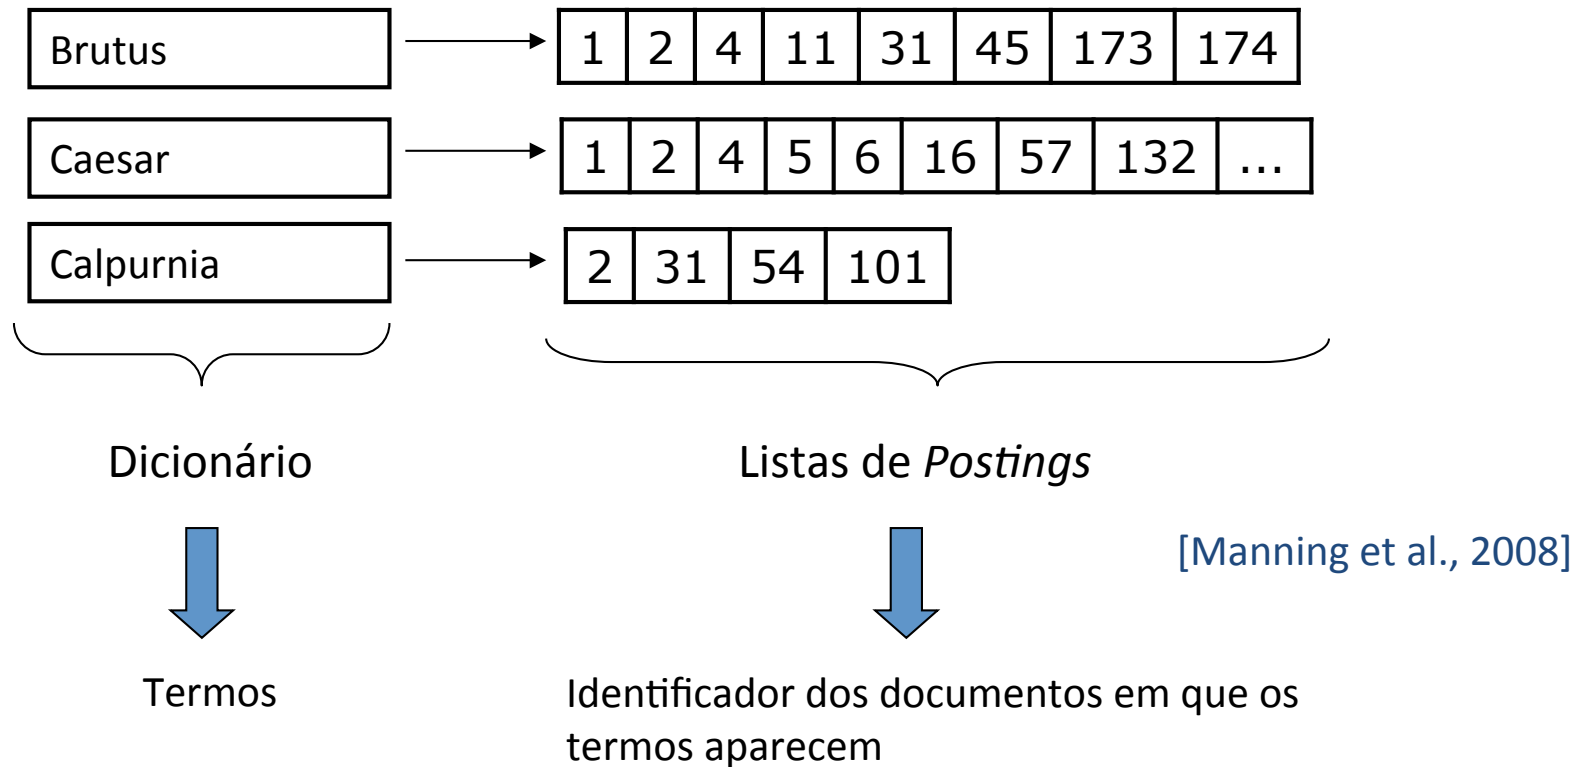 Brutus 1 2 4 11 31 45 173 174
Caesar 1 2 4 5 6 16 57 132 ...
Calpurnia 2 31 54 101
Dicionário Listas de Postings
[Manning et al., 2008]
Termos Identificador dos documentos em que os
termos aparecem